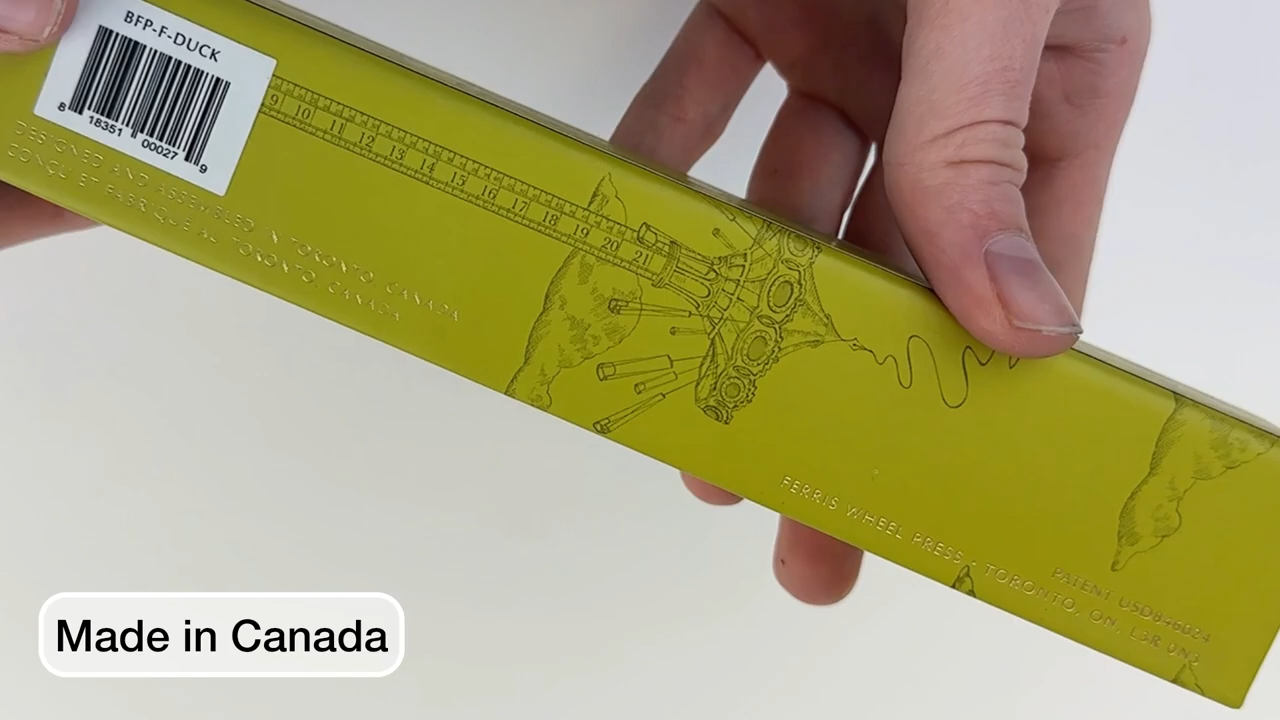 BFP-F-DUCK
8 18351 00027 9
DESIGNED AND ASSEMBLED IN TORONTO, CANADA
CONÇU ET FABRIQUÉ AU TORONTO, CANADA
9 10 11 12 13 14 15 16 17 18 19 20 21
PATENT USD846024
FERRIS WHEEL PRESS • TORONTO, ON, L3R 0N3
Made in Canada